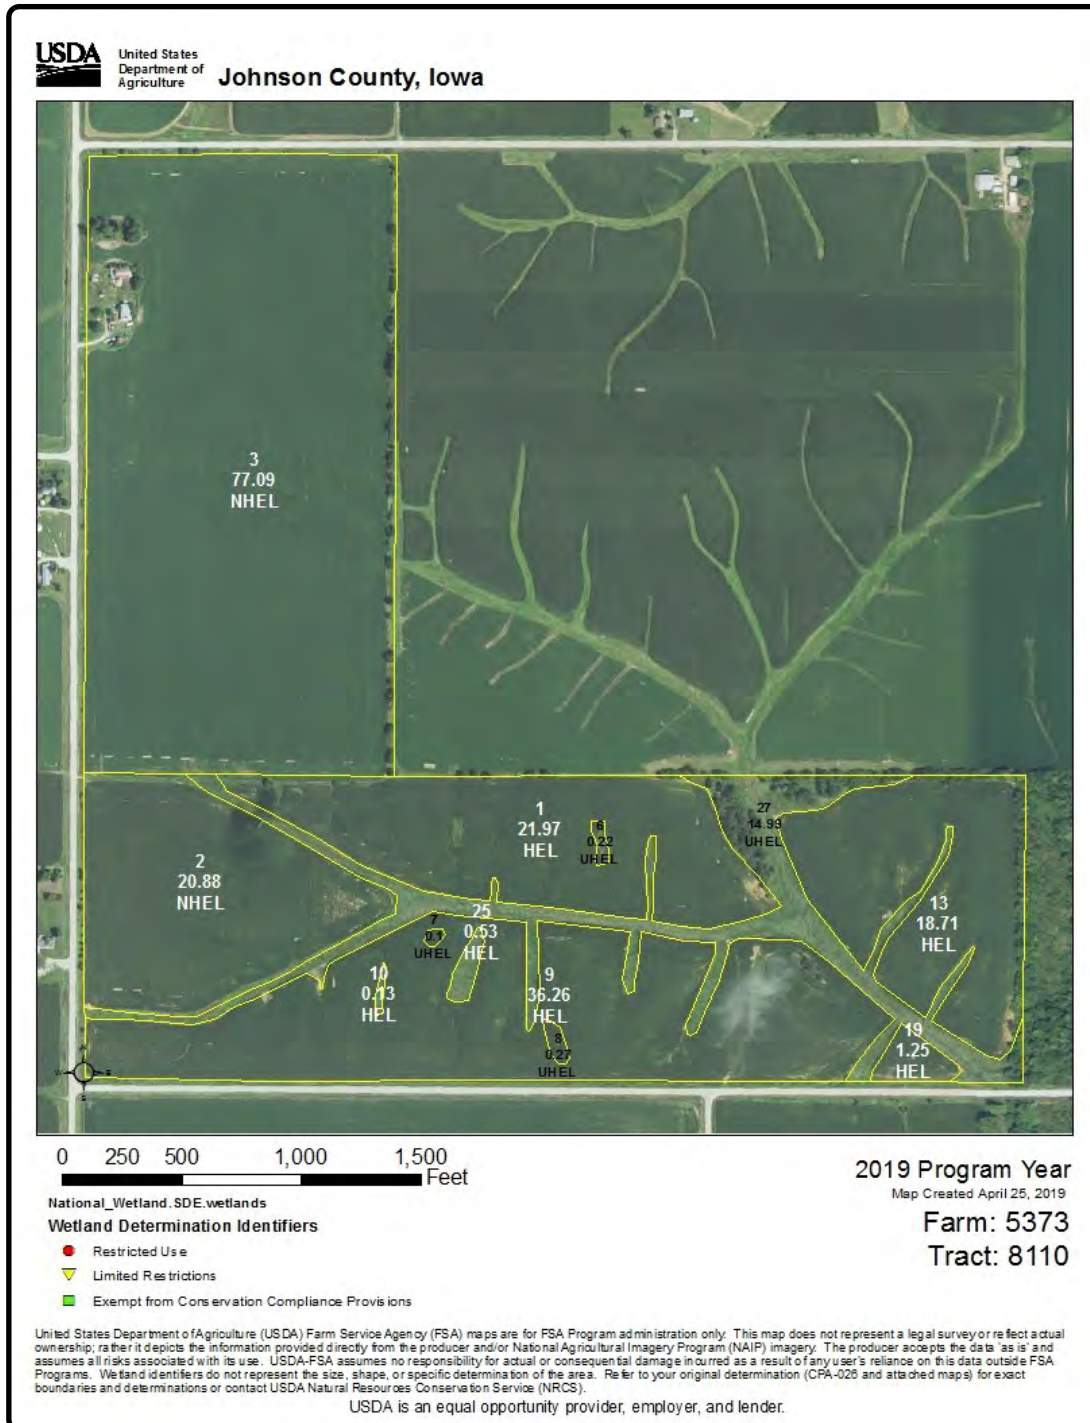 USDA
United States
Department of
Agriculture
Johnson County, Iowa
3
77.09
NHEL
1
21.97
HEL
6
0.22
UHEL
27
14.99
UHEL
2
20.88
NHEL
13
18.71
HEL
25
0.53
HEL
7
0.1
UHEL
10
0.13
HEL
9
36.26
HEL
8
0.27
UHEL
19
1.25
HEL
W
E
S
0 250 500 1,000 1,500
Feet
National_Wetland.SDE.wetlands
Wetland Determination Identifiers
Restricted Use
Limited Restrictions
Exempt from Conservation Compliance Provisions
2019 Program Year
Map Created April 25, 2019
Farm: 5373
Tract: 8110
United States Department of Agriculture (USDA) Farm Service Agency (FSA) maps are for FSA Program administration only. This map does not represent a legal survey or reflect actual
ownership; rather it depicts the information provided directly from the producer and/or National Agricultural Imagery Program (NAIP) imagery. The producer accepts the data 'as is' and
assumes all risks associated with its use. USDA-FSA assumes no responsibility for actual or consequential damage incurred as a result of any user's reliance on this data outside FSA
Programs. Wetland identifiers do not represent the size, shape, or specific determination of the area. Refer to your original determination (CPA-026 and attached maps) for exact
boundaries and determinations or contact USDA Natural Resources Conservation Service (NRCS).
USDA is an equal opportunity provider, employer, and lender.